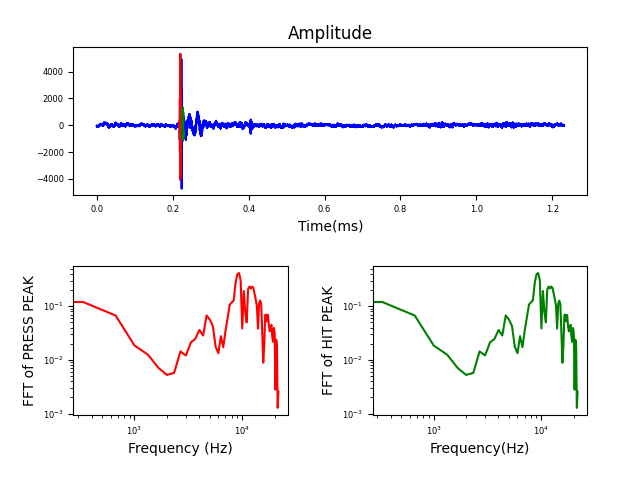 Amplitude
4000
2000
0
−2000
−4000
0.0 0.2 0.4 0.6 0.8 1.0 1.2
Time(ms)
FFT of PRESS PEAK
10⁻¹
10⁻²
10⁻³
10³ 10⁴
Frequency (Hz)
FFT of HIT PEAK
10⁻¹
10⁻²
10⁻³
10³ 10⁴
Frequency(Hz)